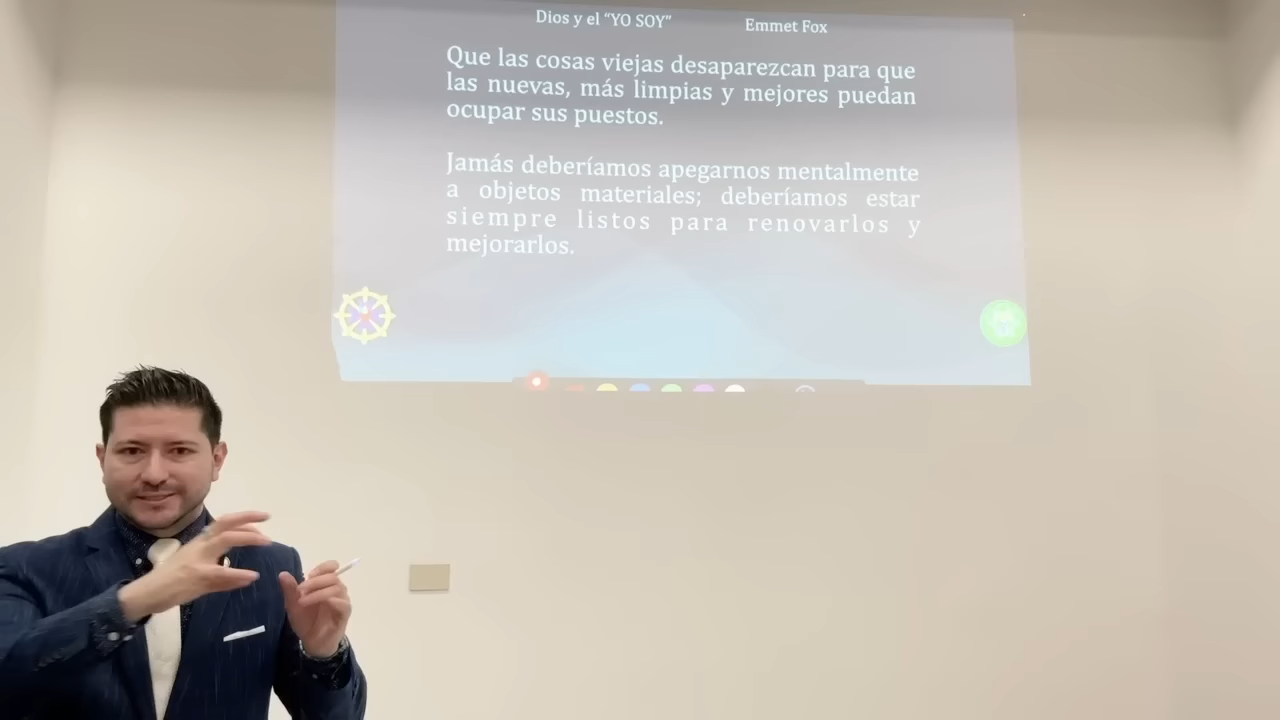 Dios y el “YO SOY” Emmet Fox
Que las cosas viejas desaparezcan para que
las nuevas, más limpias y mejores puedan
ocupar sus puestos.
Jamás deberíamos apegarnos mentalmente
a objetos materiales; deberíamos estar
siempre listos para renovarlos y
mejorarlos.